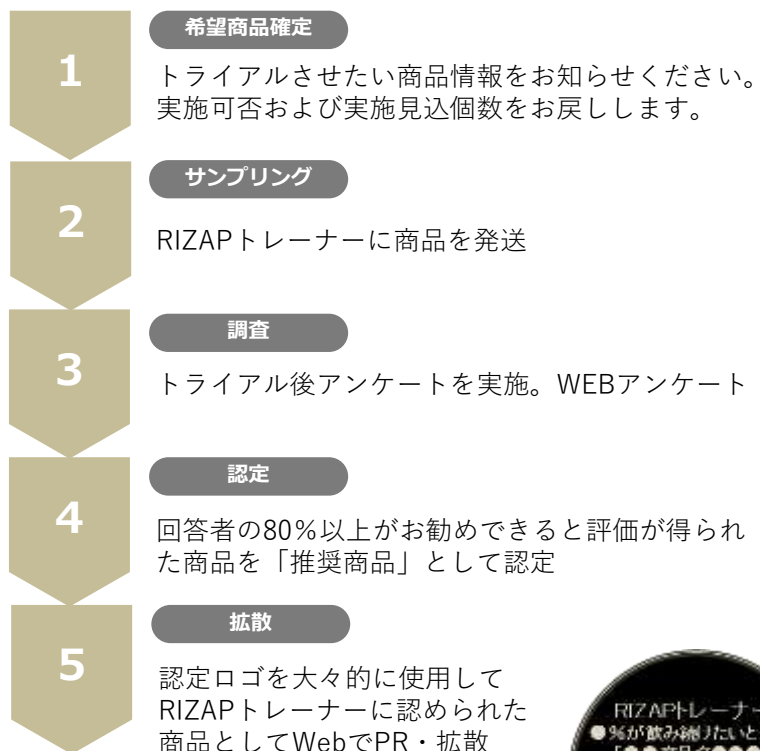 1
希望商品確定
トライアルさせたい商品情報をお知らせください。
実施可否および実施見込個数をお戻しします。
2
サンプリング
RIZAPトレーナーに商品を発送
3
調査
トライアル後アンケートを実施。WEBアンケート
4
認定
回答者の80%以上がお勧めできると評価が得られ
た商品を「推奨商品」として認定
5
拡散
認定ロゴを大々的に使用して
RIZAPトレーナーに認められた
商品としてWebでPR・拡散
RIZAPトレーナー
●%が飲み続けたいと